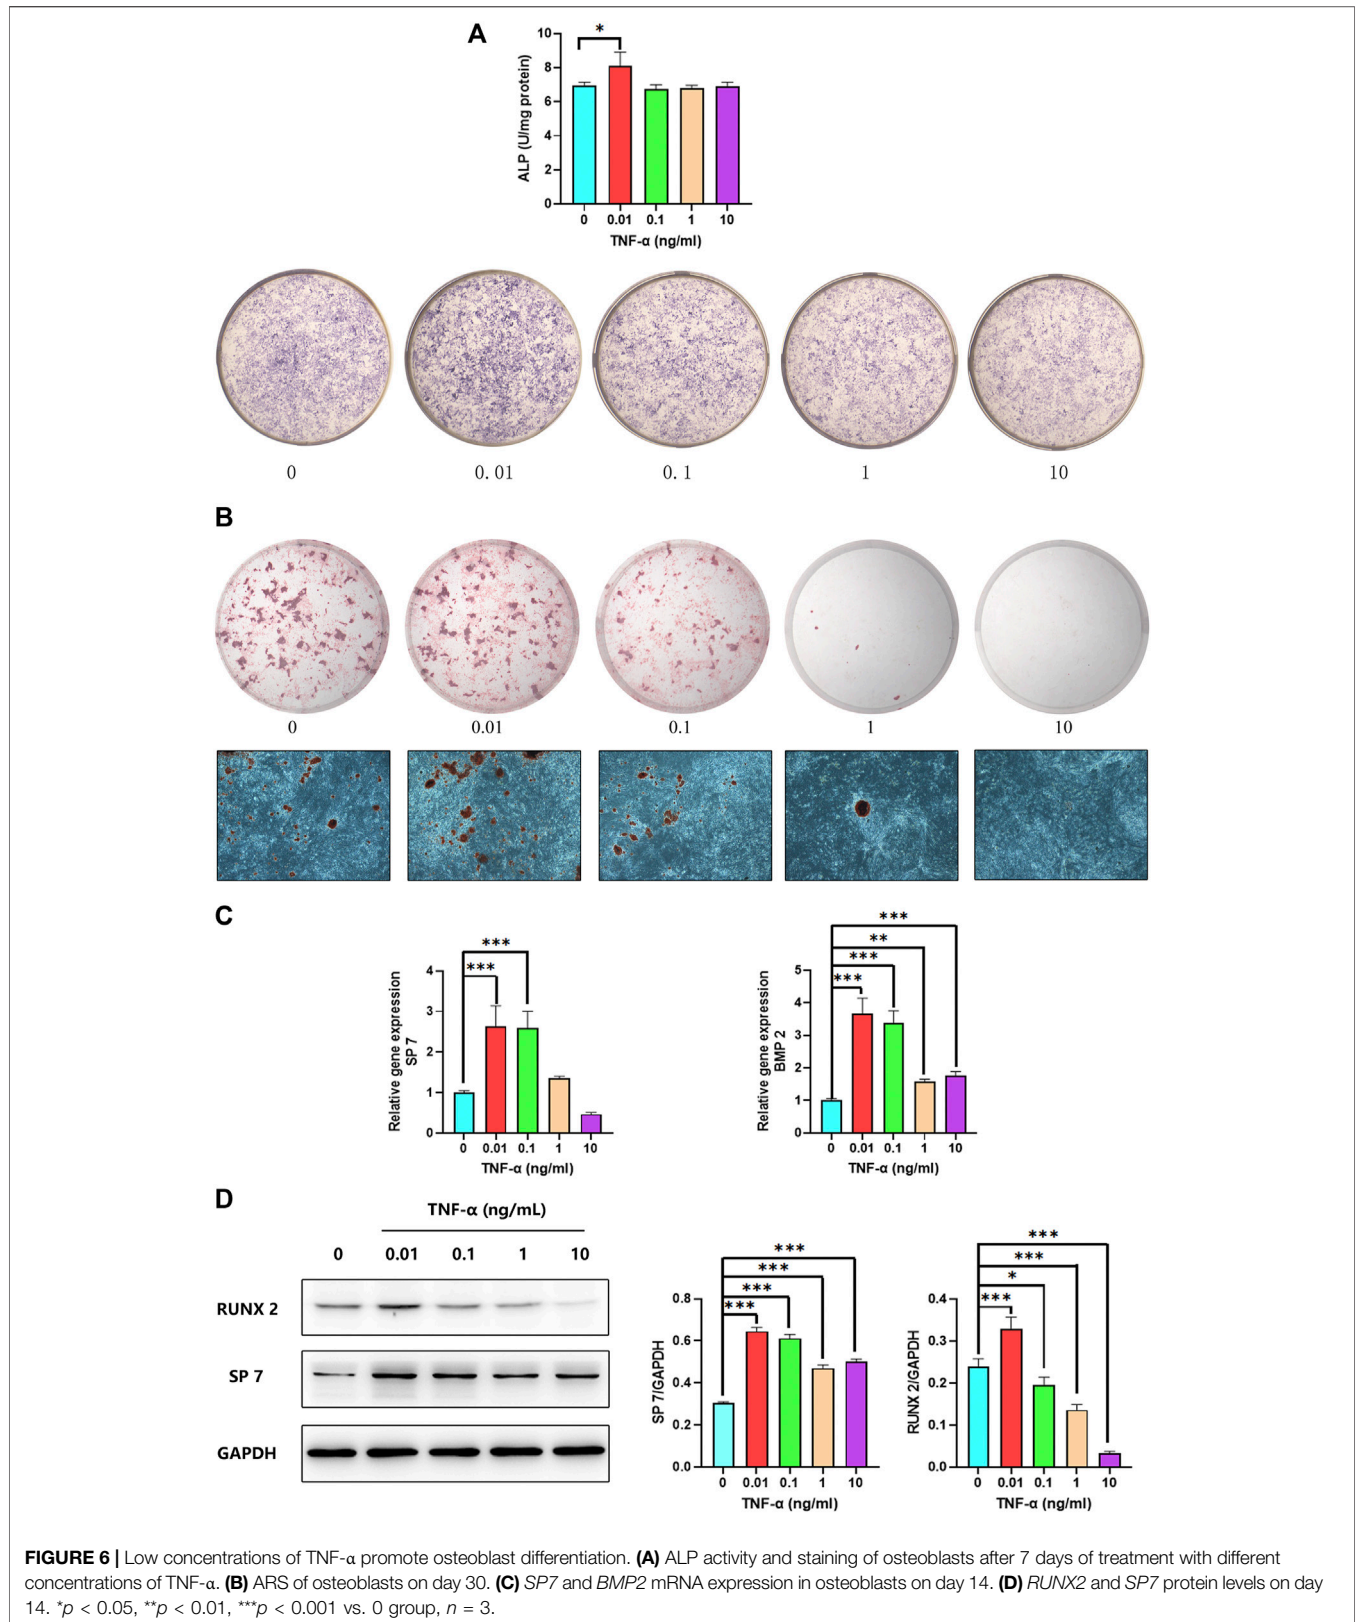 A
*
ALP (U/mg protein)
10
8
6
4
2
0
0 0.01 0.1 1 10
TNF-α (ng/ml)
0 0.01 0.1 1 10
B
0 0.01 0.1 1 10
C
***
***
Relative gene expression
SP 7
4
3
2
1
0
0 0.01 0.1 1 10
TNF-α (ng/ml)
***
**
***
***
Relative gene expression
BMP 2
5
4
3
2
1
0
0 0.01 0.1 1 10
TNF-α (ng/ml)
D
TNF-α (ng/mL)
0 0.01 0.1 1 10
RUNX 2
SP 7
GAPDH
***
***
***
***
SP 7/GAPDH
0.8
0.6
0.4
0.2
0.0
0 0.01 0.1 1 10
TNF-α (ng/ml)
***
***
*
***
RUNX 2/GAPDH
0.4
0.3
0.2
0.1
0.0
0 0.01 0.1 1 10
TNF-α (ng/ml)
FIGURE 6 | Low concentrations of TNF-α promote osteoblast differentiation. (A) ALP activity and staining of osteoblasts after 7 days of treatment with different
concentrations of TNF-α. (B) ARS of osteoblasts on day 30. (C) SP7 and BMP2 mRNA expression in osteoblasts on day 14. (D) RUNX2 and SP7 protein levels on day
14. *p < 0.05, **p < 0.01, ***p < 0.001 vs. 0 group, n = 3.